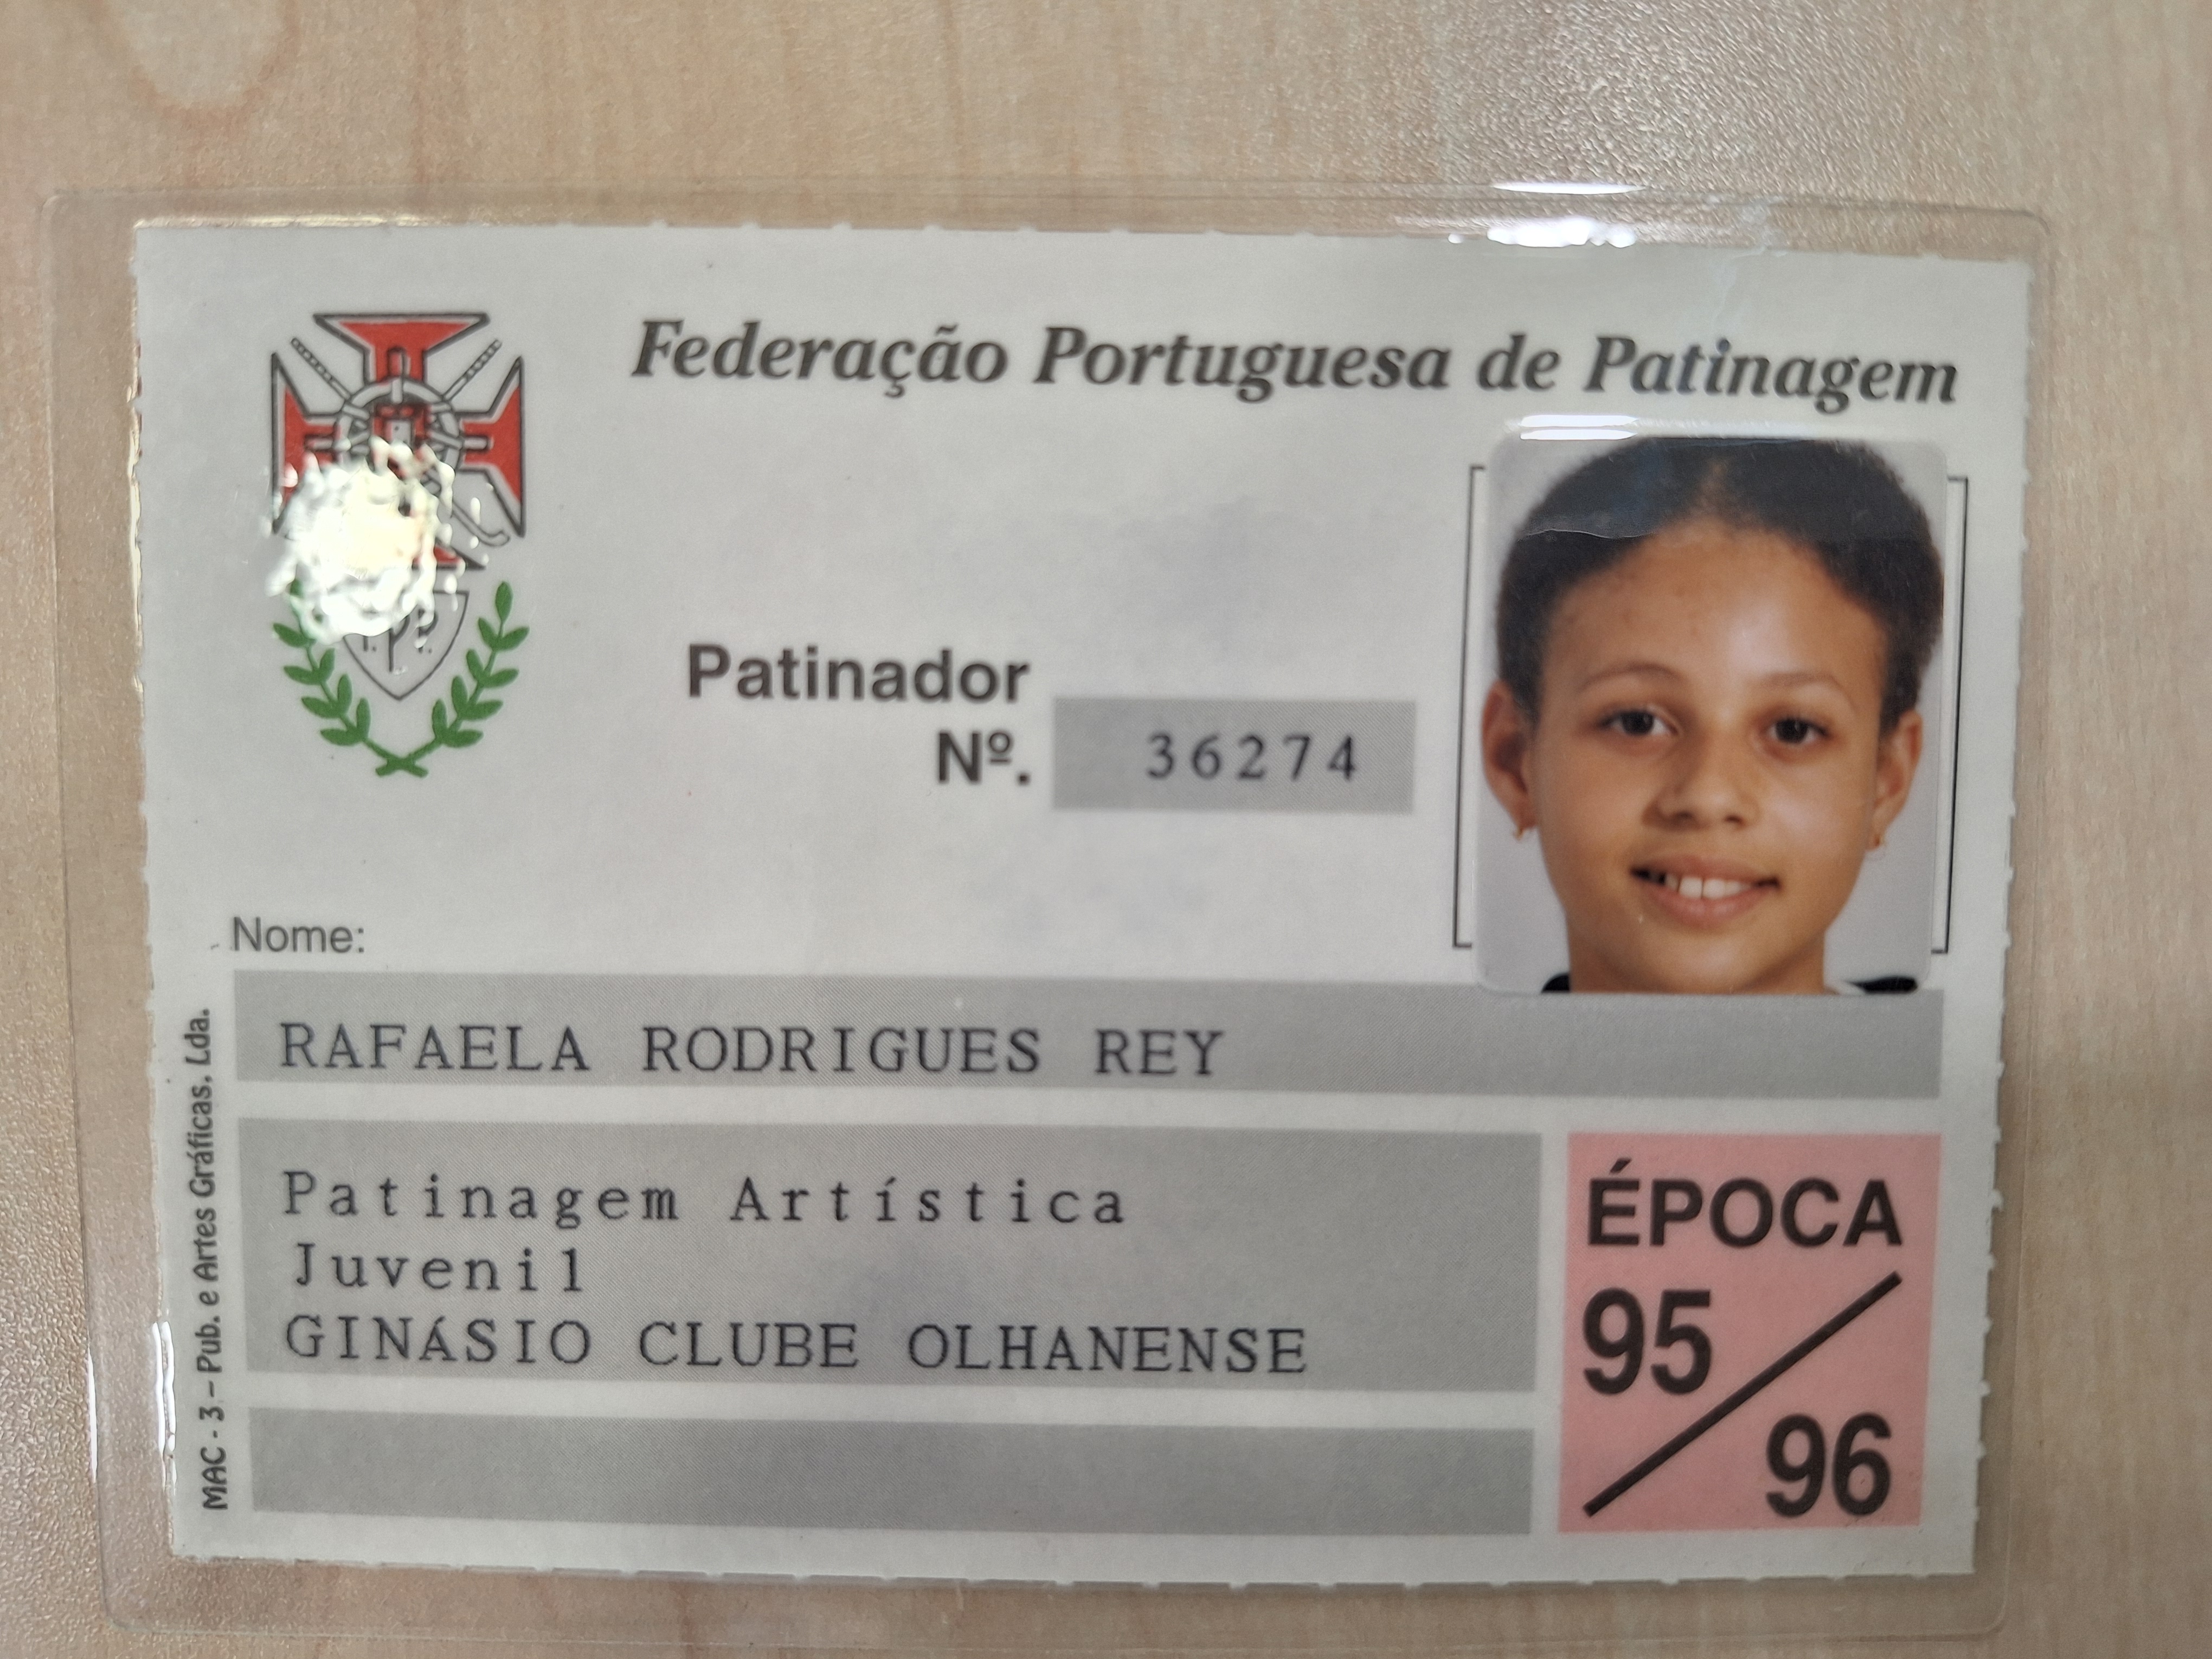 Federação Portuguesa de Patinagem
Patinador
Nº. 36274
Nome:
RAFAELA RODRIGUES REY
Patinagem Artística
Juvenil
GINÁSIO CLUBE OLHANENSE
ÉPOCA
95
96
MAC - 3 – Pub. e Artes Gráficas, Lda.